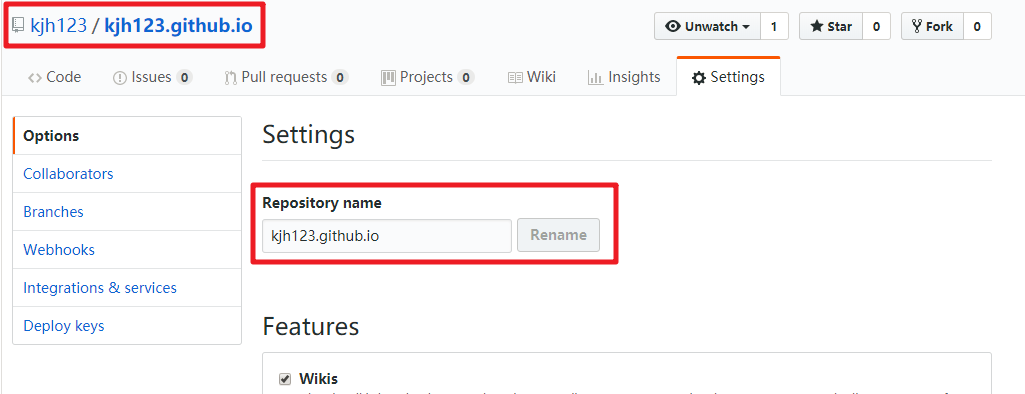 kjh123 / kjh123.github.io
Unwatch 1 Star 0 Fork 0
Code Issues 0 Pull requests 0 Projects 0 Wiki Insights Settings
Options
Collaborators
Branches
Webhooks
Integrations & services
Deploy keys
Settings
Repository name
kjh123.github.io Rename
Features
Wikis